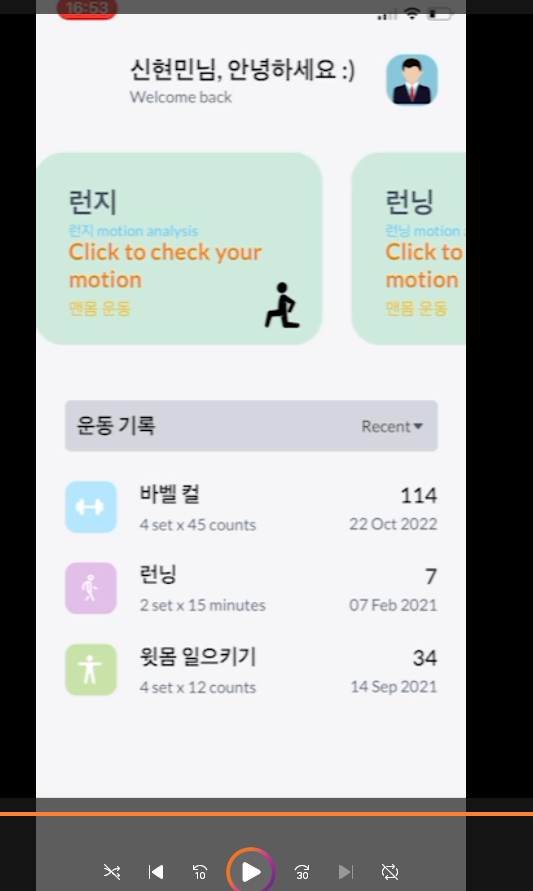 16:53
신현민님, 안녕하세요 :)
Welcome back
런지
런지 motion analysis
Click to check your
motion
맨몸 운동
런닝
런닝 motion
Click to
motion
맨몸 운동
운동 기록
Recent
바벨 컬
114
4 set x 45 counts
22 Oct 2022
런닝
7
2 set x 15 minutes
07 Feb 2021
윗몸 일으키기
34
4 set x 12 counts
14 Sep 2021
10
30